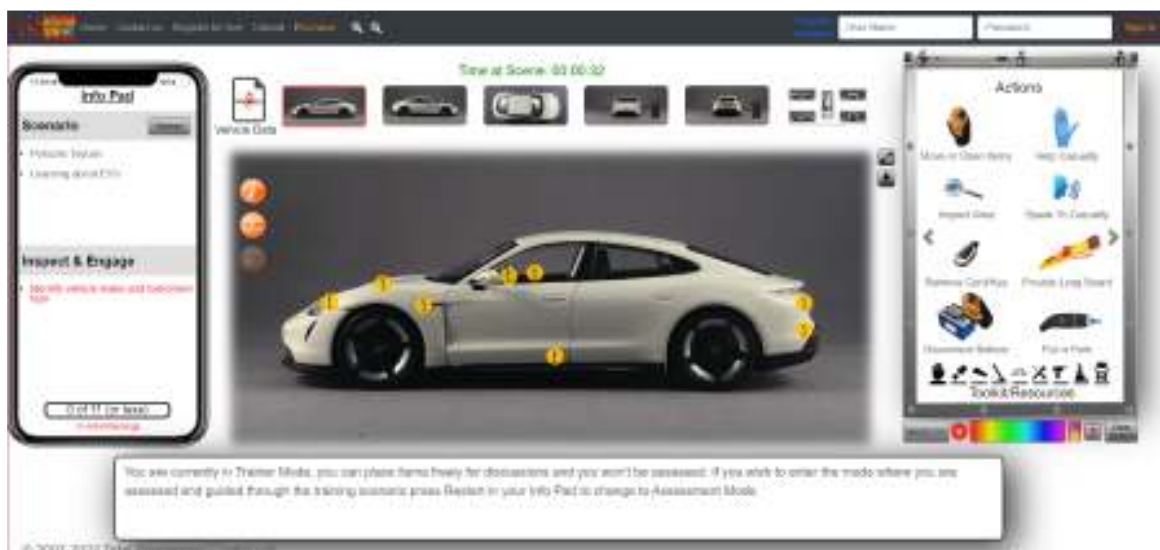 Home Contact us Register for free Tutorial
User Name
Password
Sign In
Time at Scene: 00:00:32
Info Pad
Scenario
Porsche Taycan
Learning about EVs
Inspect & Engage
Identify vehicle make and
0 of 11 (or less)
Vehicle Data
Actions
Move or Open Items Help Casualty
Inspect Area Speak To Casualty
Remove Card/Key Provide Long Board
Disconnect Battery
Toolkit/Resources
You are currently in Trainer Mode, you can place items freely for discussions and you won't be assessed. If you wish to enter the mode where you are
assessed and guided through the training scenario press Restart in your Info Pad to change to Assessment Mode.